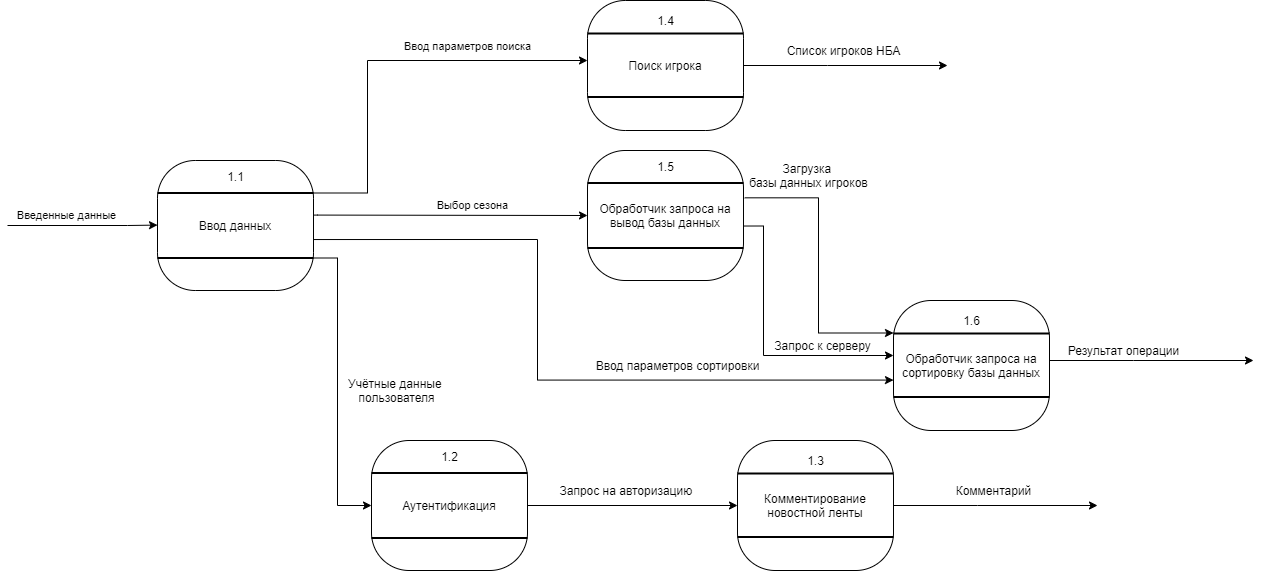 1.4
Ввод параметров поиска
Поиск игрока
Список игроков НБА
1.1
Введенные данные
Ввод данных
Выбор сезона
1.5
Обработчик запроса на
вывод базы данных
Загрузка
базы данных игроков
1.6
Запрос к серверу
Ввод параметров сортировки
Обработчик запроса на
сортировку базы данных
Результат операции
Учётные данные
пользователя
1.2
Аутентификация
Запрос на авторизацию
1.3
Комментирование
новостной ленты
Комментарий